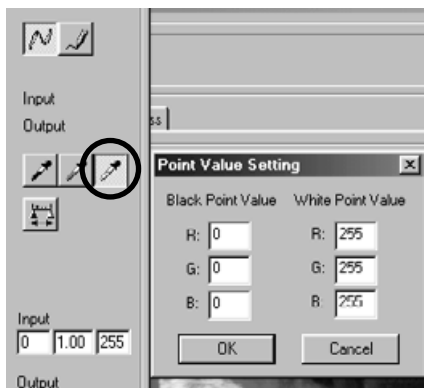 Input
Output
ss
Point Value Setting
Black Point Value White Point Value
R: 0 R: 255
G: 0 G: 255
B: 0 B: 255
OK Cancel
Input
0 1.00 255
Output